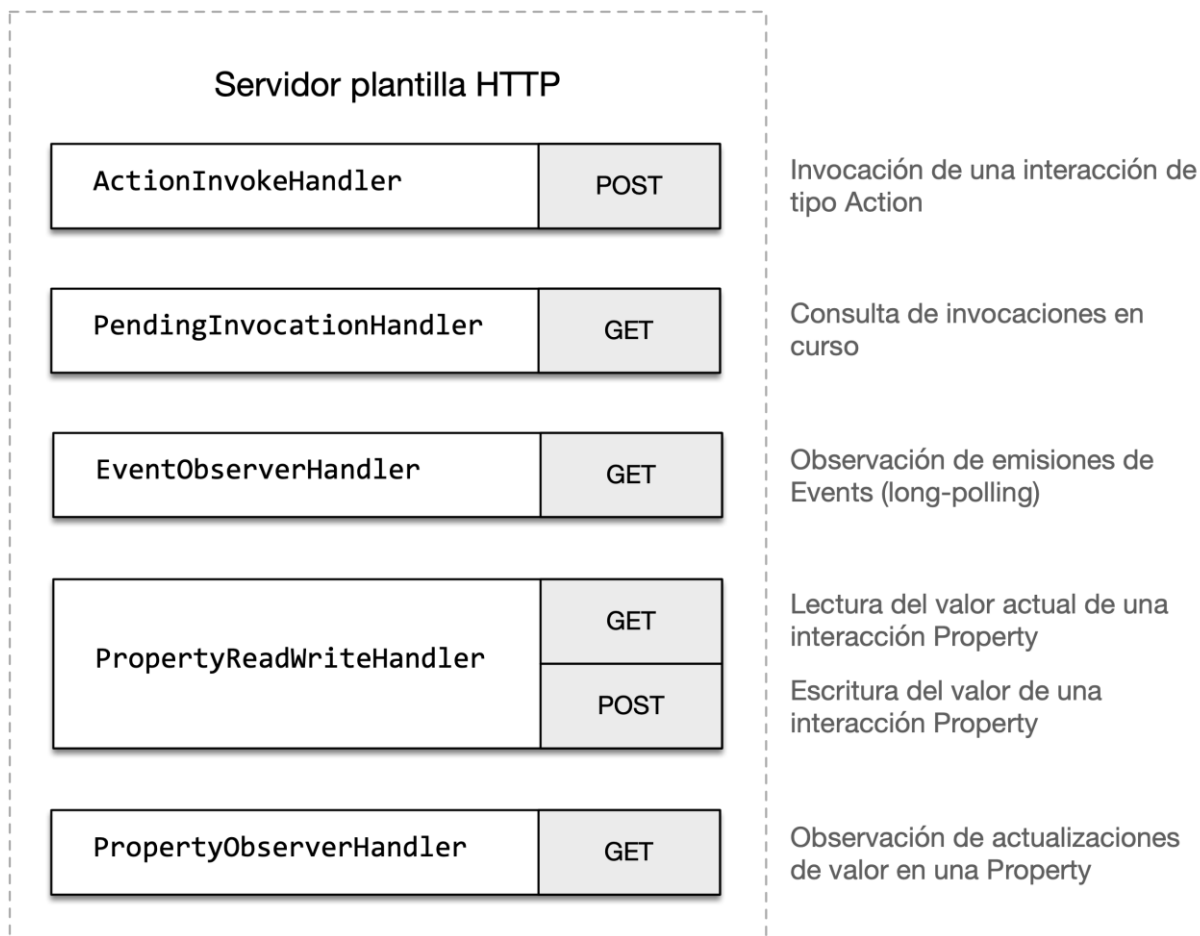 Servidor plantilla HTTP
ActionInvokeHandler
POST
Invocación de una interacción de
tipo Action
PendingInvocationHandler
GET
Consulta de invocaciones en
curso
EventObserverHandler
GET
Observación de emisiones de
Events (long-polling)
PropertyReadWriteHandler
GET
Lectura del valor actual de una
interacción Property
POST
Escritura del valor de una
interacción Property
PropertyObserverHandler
GET
Observación de actualizaciones
de valor en una Property